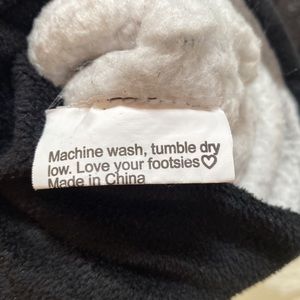 Machine wash, tumble dry
low. Love your footsies♡
Made in China